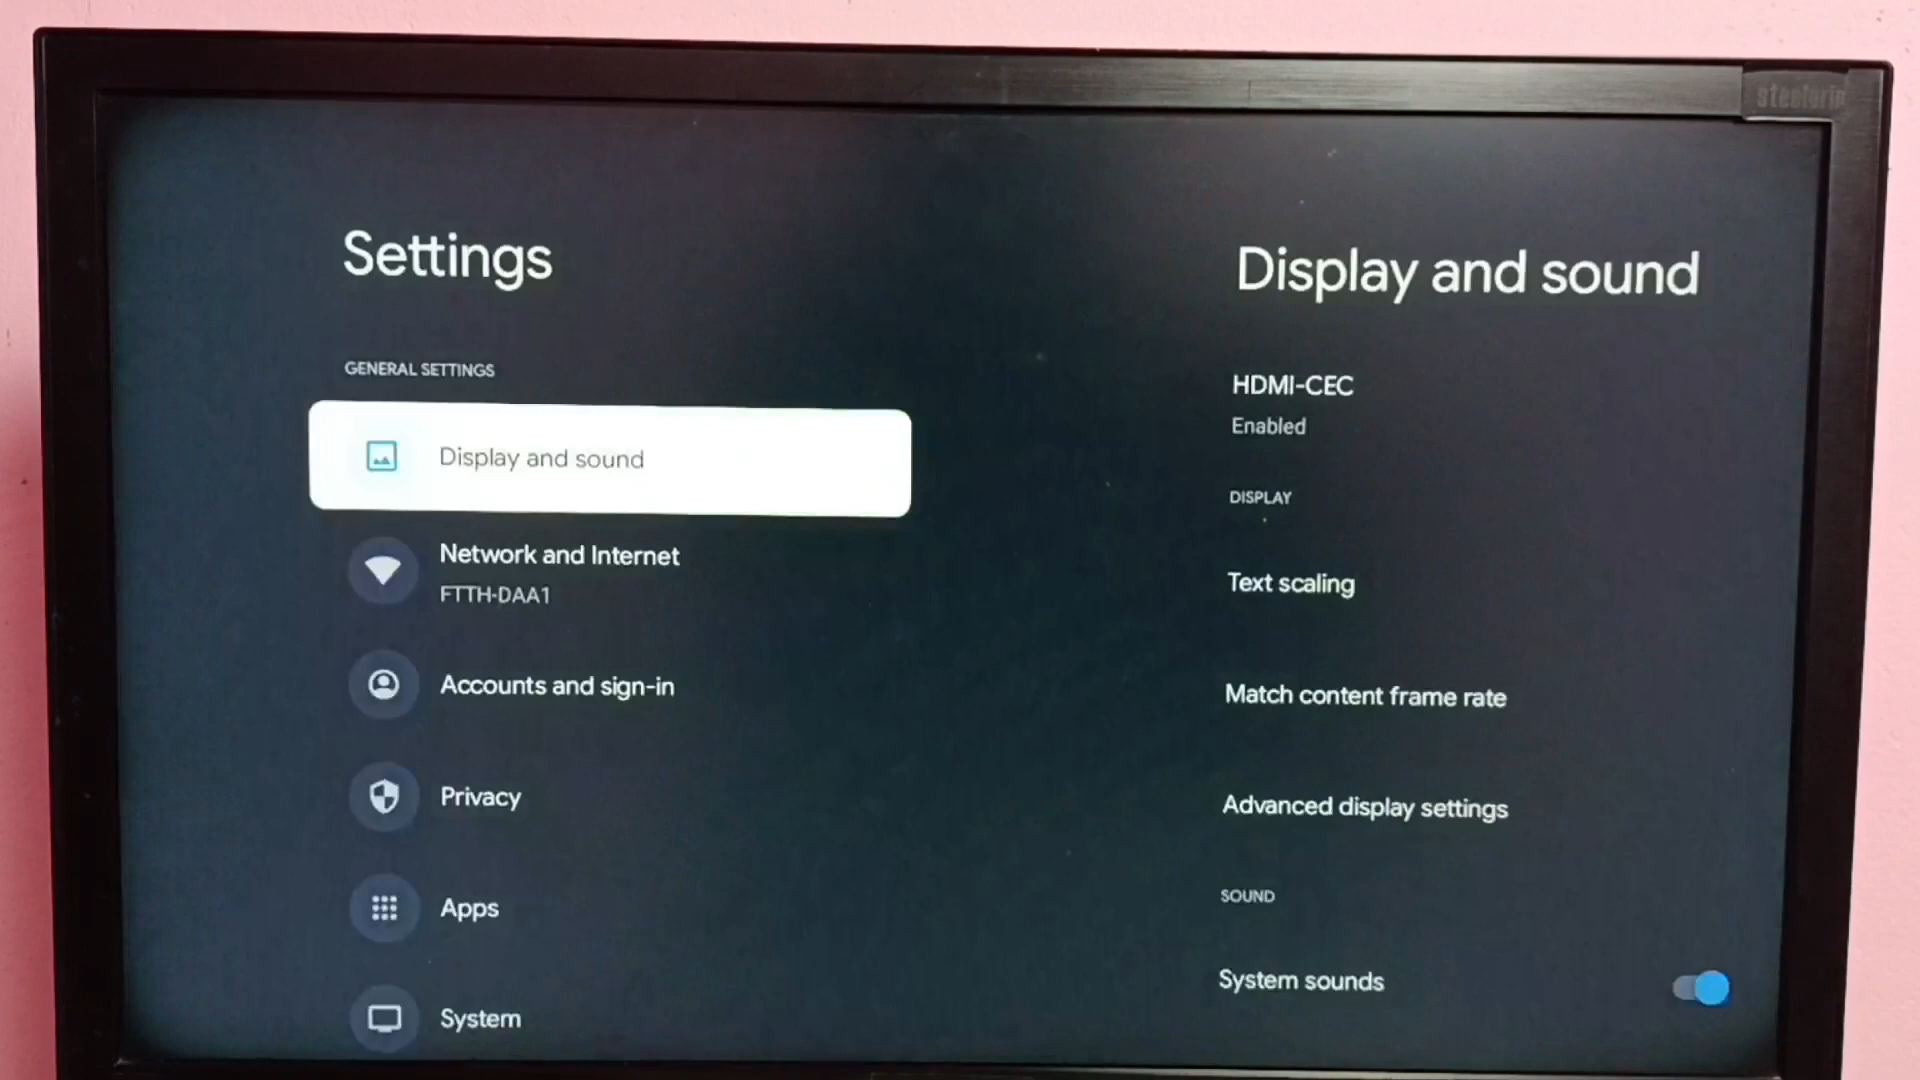 Settings
GENERAL SETTINGS
Display and sound
Network and Internet
FTTH-DAA1
Accounts and sign-in
Privacy
Apps
System
Display and sound
HDMI-CEC
Enabled
DISPLAY
Text scaling
Match content frame rate
Advanced display settings
SOUND
System sounds